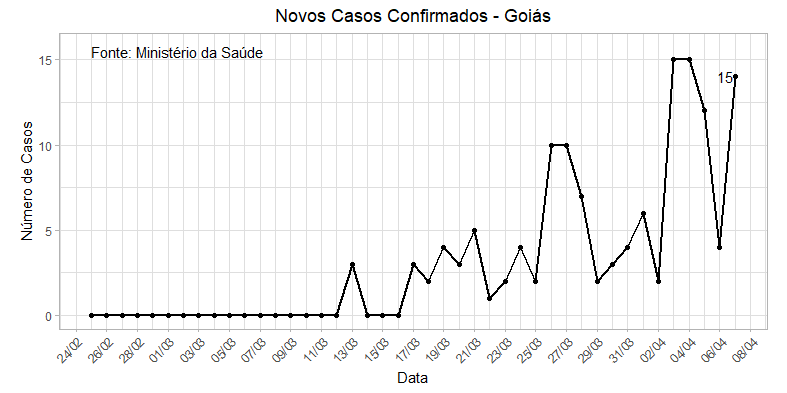 Novos Casos Confirmados - Goiás
Fonte: Ministério da Saúde
15
15
10
5
0
Número de Casos
24/02 26/02 28/02 01/03 03/03 05/03 07/03 09/03 11/03 13/03 15/03 17/03 19/03 21/03 23/03 25/03 27/03 29/03 31/03 02/04 04/04 06/04 08/04
Data